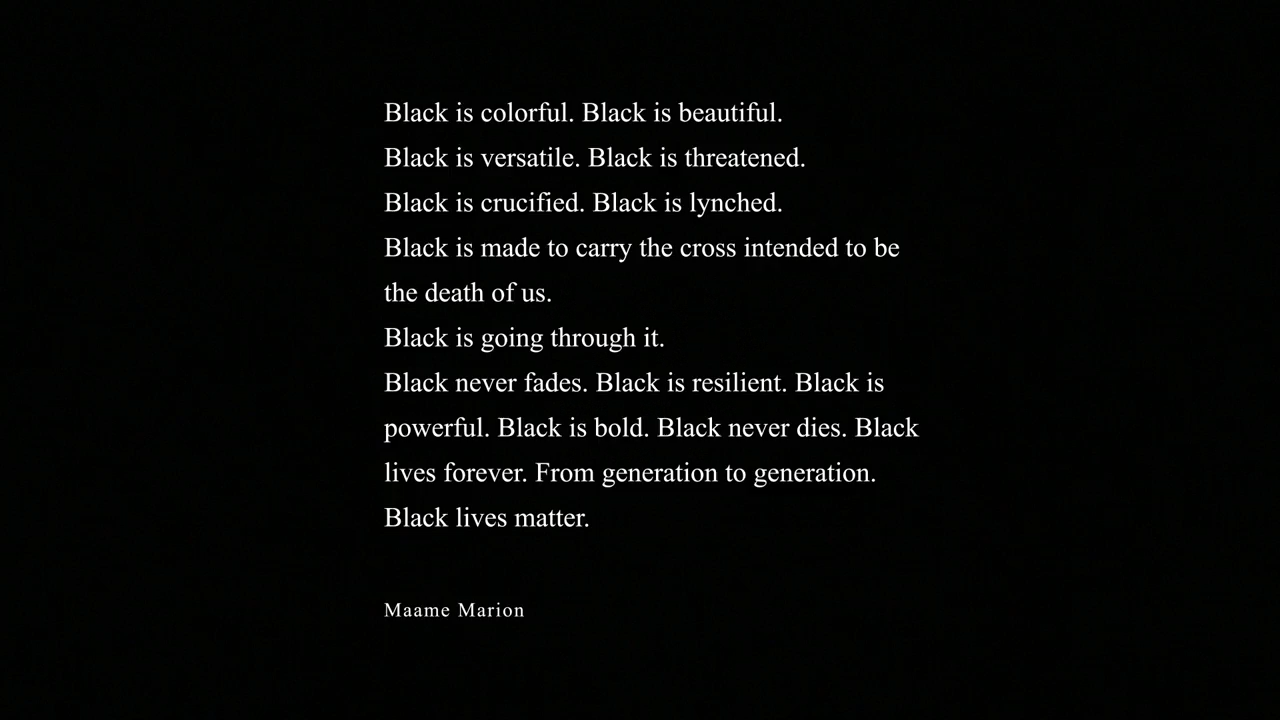 Black is colorful. Black is beautiful.
Black is versatile. Black is threatened.
Black is crucified. Black is lynched.
Black is made to carry the cross intended to be
the death of us.
Black is going through it.
Black never fades. Black is resilient. Black is
powerful. Black is bold. Black never dies. Black
lives forever. From generation to generation.
Black lives matter.
Maame Marion